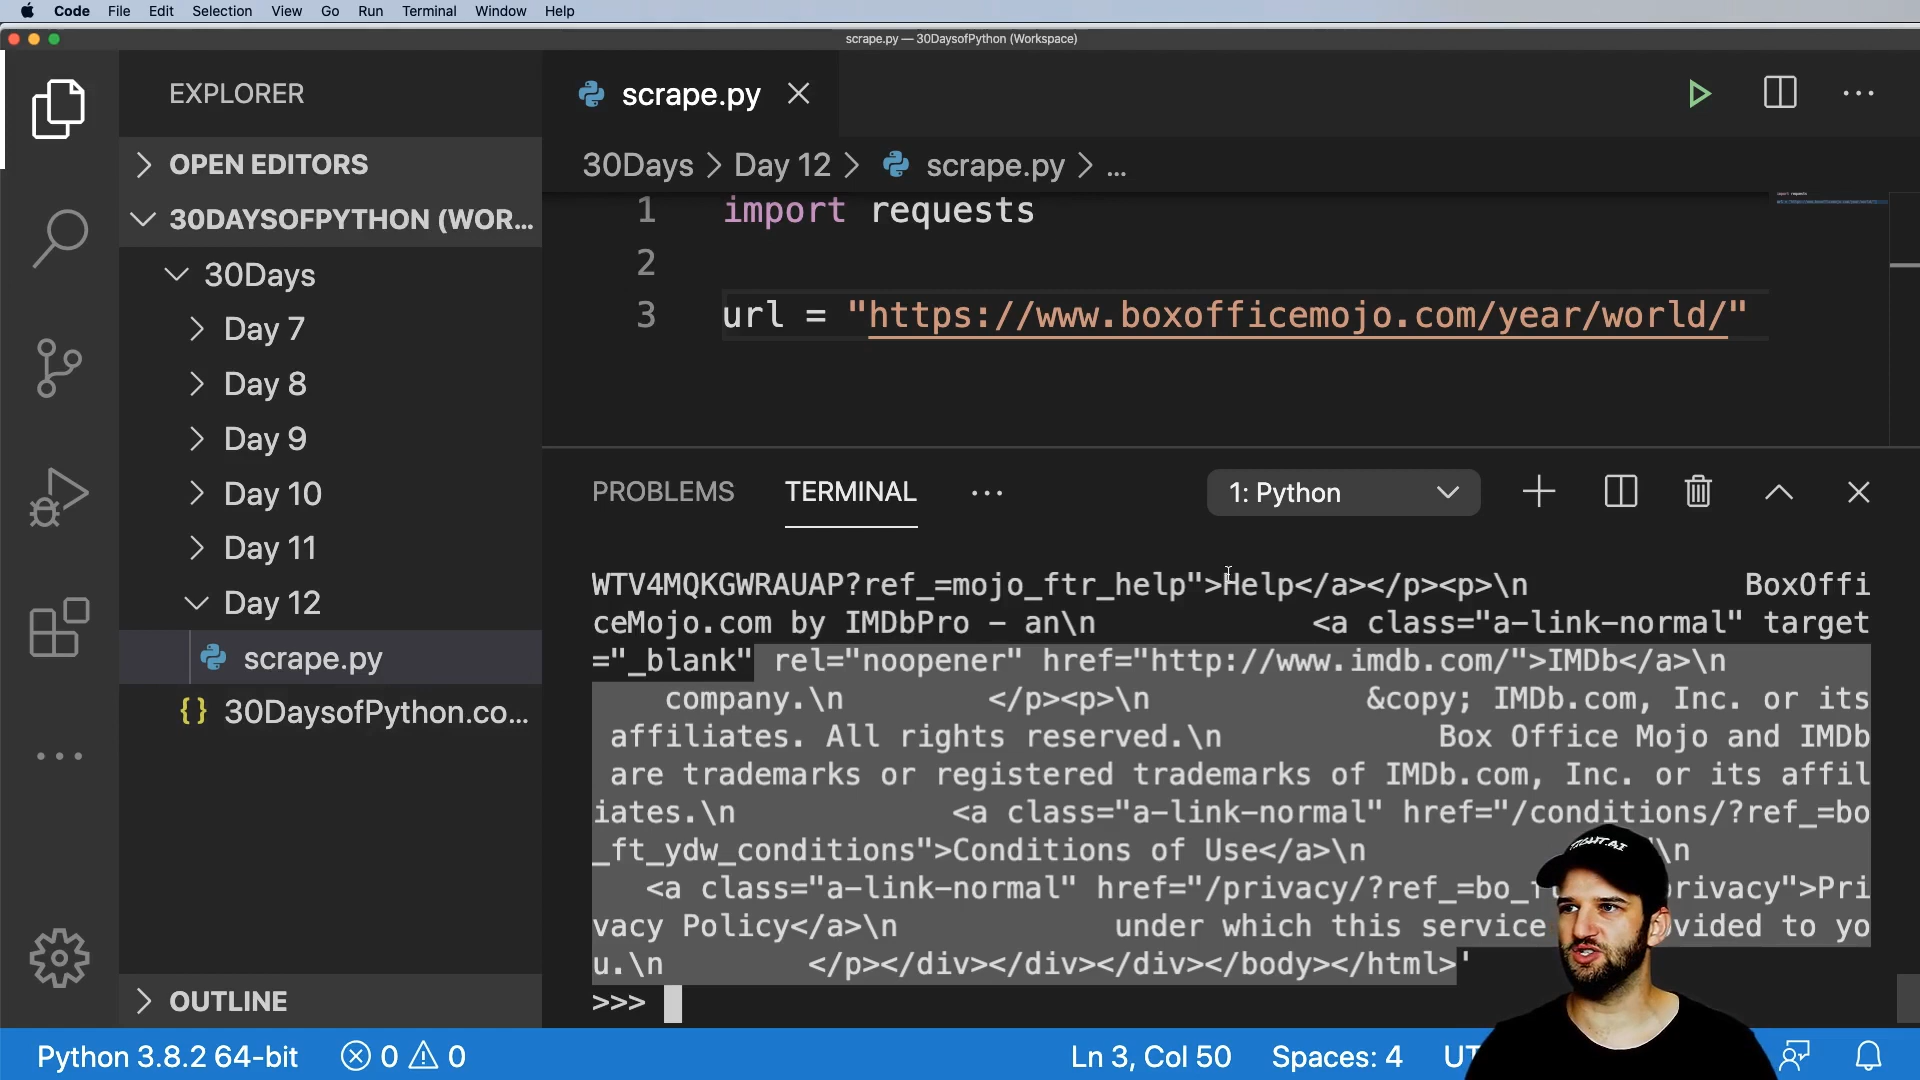 Code File Edit Selection View Go Run Terminal Window Help
scrape.py — 30DaysofPython (Workspace)
EXPLORER
OPEN EDITORS
30DAYSOFPYTHON (WOR...
30Days
Day 7
Day 8
Day 9
Day 10
Day 11
Day 12
scrape.py
{} 30DaysofPython.co...
OUTLINE
scrape.py
30Days > Day 12 > scrape.py > ...
1 import requests
2
3 url = "https://www.boxofficemojo.com/year/world/"
PROBLEMS TERMINAL ...
1: Python
WTV4MQKGWRAUAP?ref_=mojo_ftr_help">Help</a></p><p>\n BoxOffi
ceMojo.com by IMDbPro - an\n <a class="a-link-normal" target
="_blank" rel="noopener" href="http://www.imdb.com/">IMDb</a>\n
company.\n </p><p>\n &copy; IMDb.com, Inc. or its
affiliates. All rights reserved.\n Box Office Mojo and IMDb
are trademarks or registered trademarks of IMDb.com, Inc. or its affil
iates.\n <a class="a-link-normal" href="/conditions/?ref_=bo
_ft_ydw_conditions">Conditions of Use</a>\n \n
<a class="a-link-normal" href="/privacy/?ref_=bo_f rivacy">Pri
vacy Policy</a>\n under which this service vided to yo
u.\n </p></div></div></div></body></html>'
>>>
Python 3.8.2 64-bit 0 0
Ln 3, Col 50 Spaces: 4